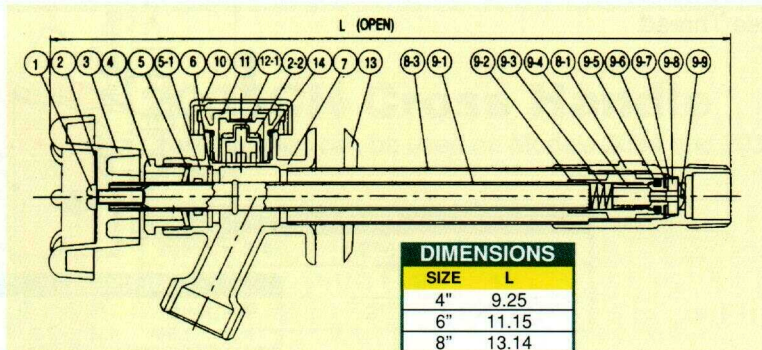 L (OPEN)
1 2 3 4 5 5-1 6 10 11 12-1 2-2 14 7 13 8-3 9-1 9-2 9-3 9-4 8-1 9-5 9-6 9-7 9-8 9-9
DIMENSIONS
SIZE L
4" 9.25
6" 11.15
8" 13.14